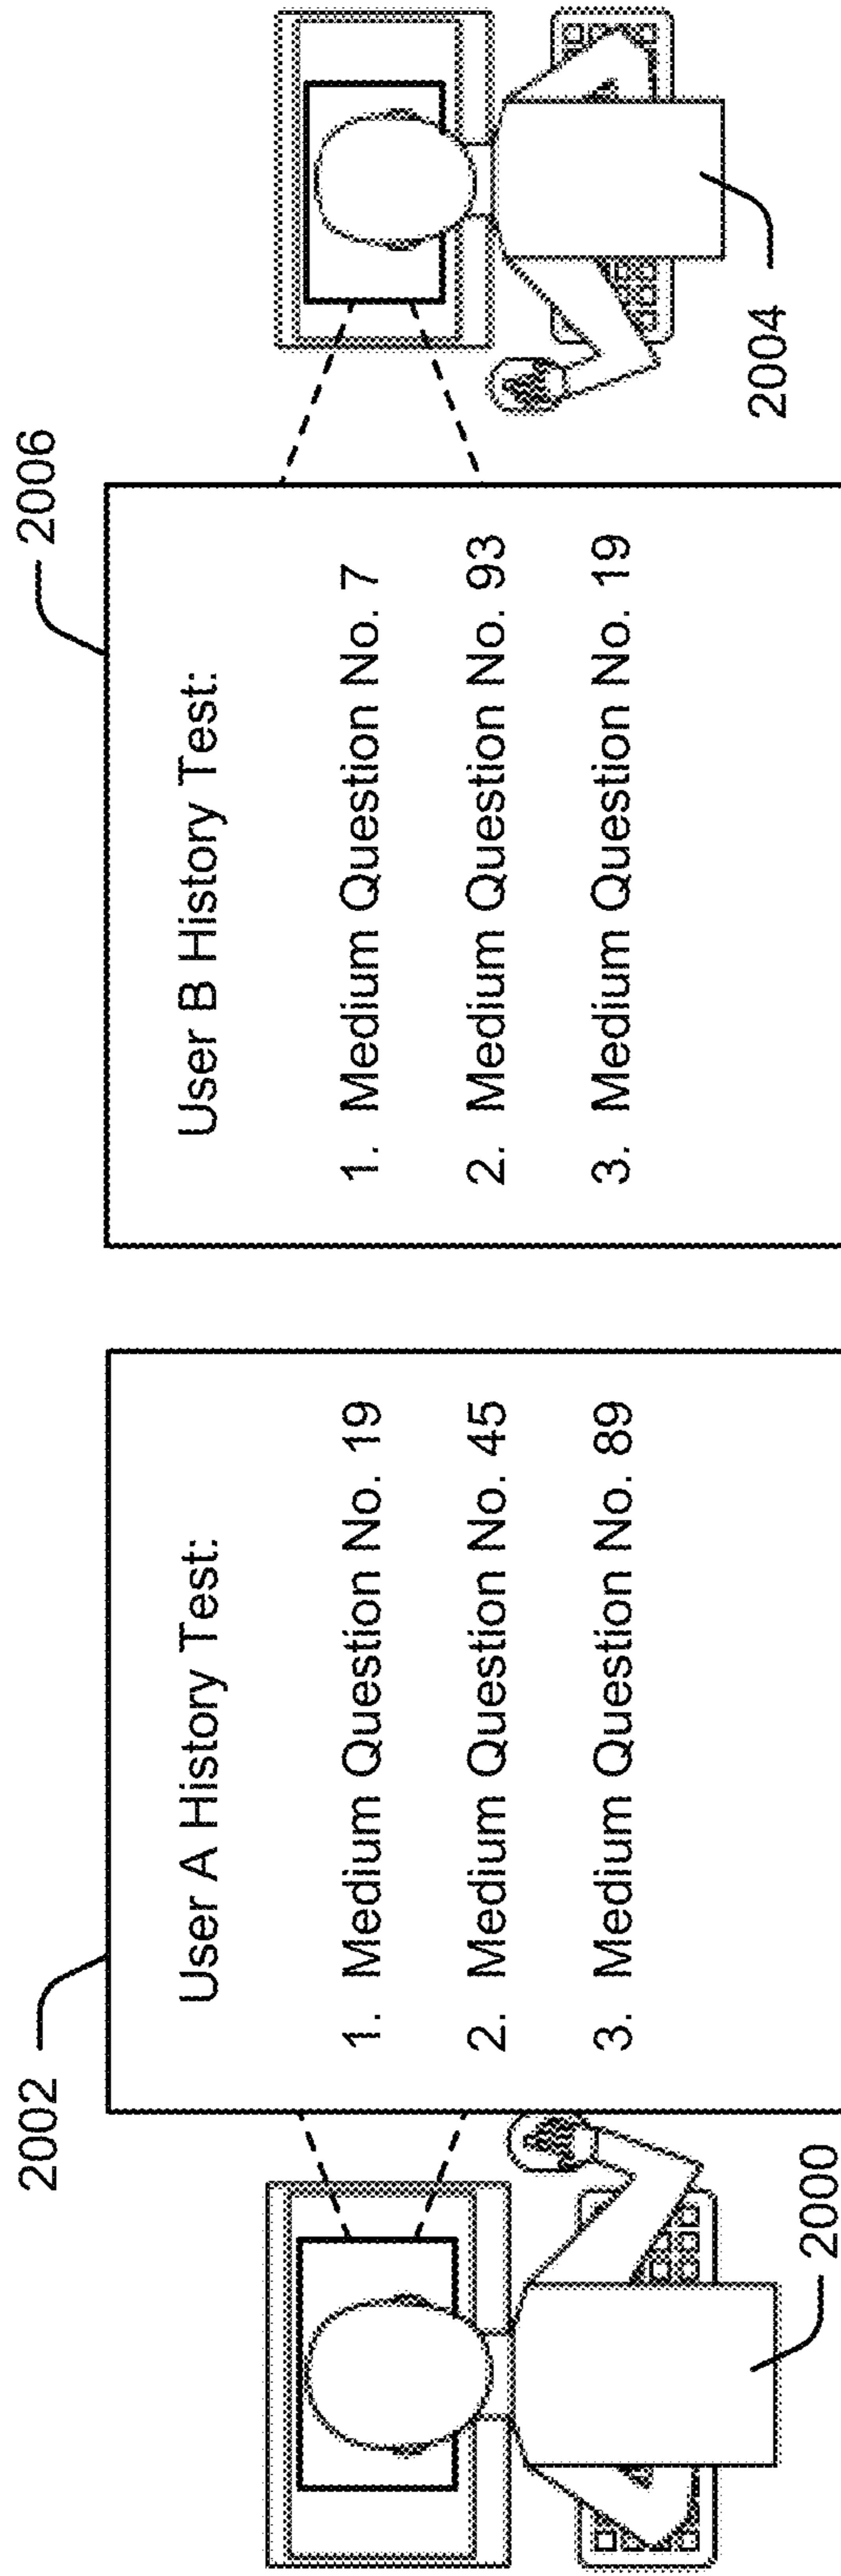 2002
User A History Test:
1. Medium Question No. 19
2. Medium Question No. 45
3. Medium Question No. 89
2000
2006
User B History Test:
1. Medium Question No. 7
2. Medium Question No. 93
3. Medium Question No. 19
2004